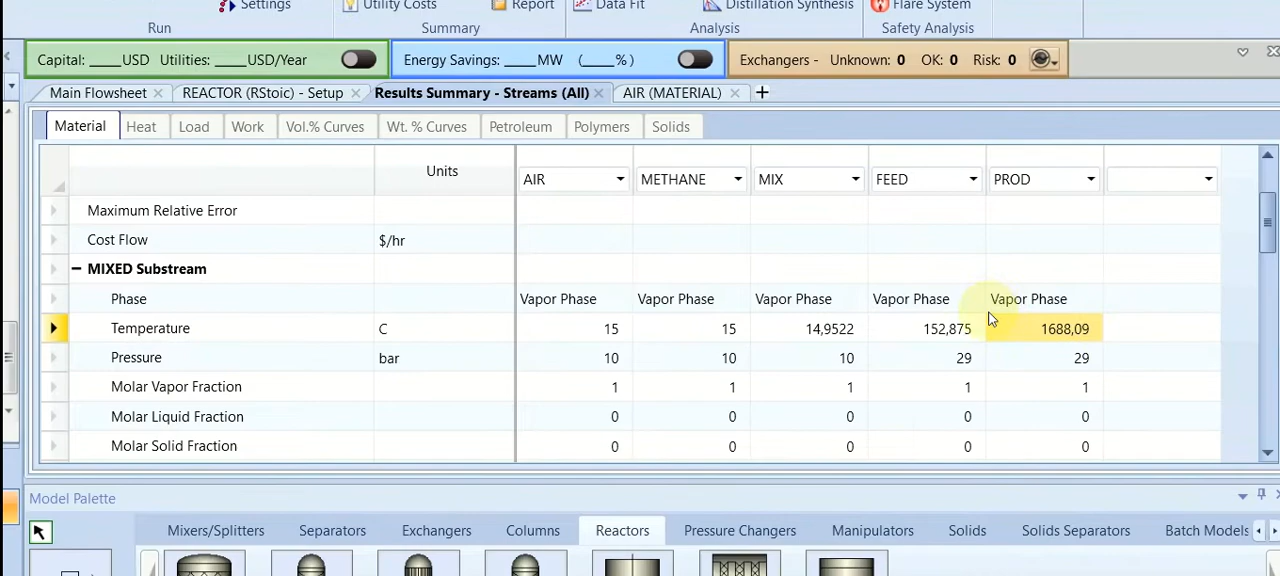 Settings Utility Costs Report Data Fit Distillation Synthesis Flare System
Run Summary Analysis Safety Analysis
Capital: _____USD Utilities: _____USD/Year Energy Savings: _____MW (____%) Exchangers - Unknown: 0 OK: 0 Risk: 0
Main Flowsheet REACTOR (RStoic) - Setup Results Summary - Streams (All) AIR (MATERIAL)
Material Heat Load Work Vol.% Curves Wt. % Curves Petroleum Polymers Solids
Units AIR METHANE MIX FEED PROD
Maximum Relative Error
Cost Flow $/hr
MIXED Substream
Phase Vapor Phase Vapor Phase Vapor Phase Vapor Phase Vapor Phase
Temperature C 15 15 14,9522 152,875 1688,09
Pressure bar 10 10 10 29 29
Molar Vapor Fraction 1 1 1 1 1
Molar Liquid Fraction 0 0 0 0 0
Molar Solid Fraction 0 0 0 0 0
Model Palette
Mixers/Splitters Separators Exchangers Columns Reactors Pressure Changers Manipulators Solids Solids Separators Batch Models